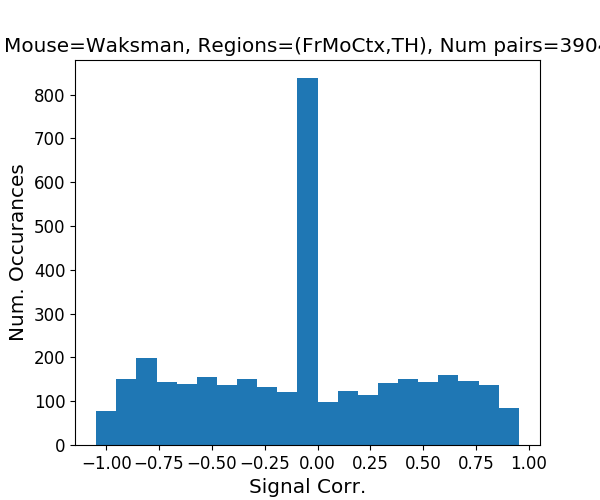 Mouse=Waksman, Regions=(FrMoCtx,TH), Num pairs=3904
Num. Occurances
800
700
600
500
400
300
200
100
0
−1.00 −0.75 −0.50 −0.25 0.00 0.25 0.50 0.75 1.00
Signal Corr.